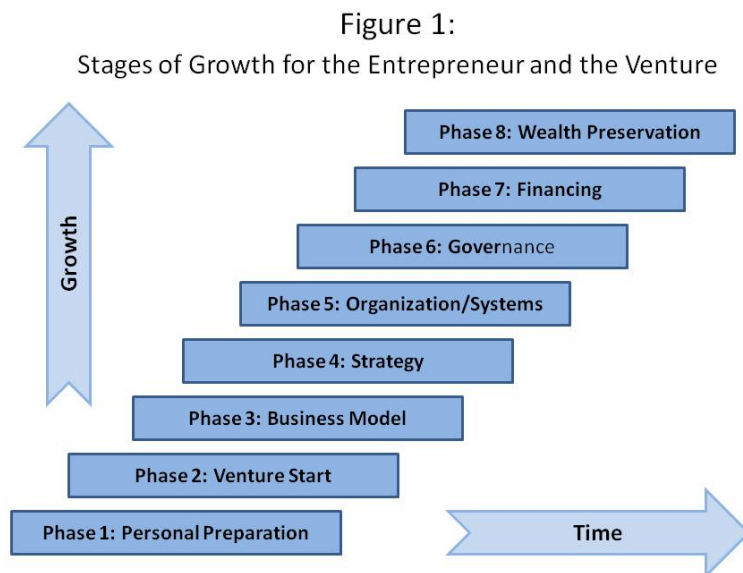 Figure 1:
Stages of Growth for the Entrepreneur and the Venture
Phase 8: Wealth Preservation
Phase 7: Financing
Phase 6: Governance
Phase 5: Organization/Systems
Phase 4: Strategy
Phase 3: Business Model
Phase 2: Venture Start
Phase 1: Personal Preparation
Growth
Time